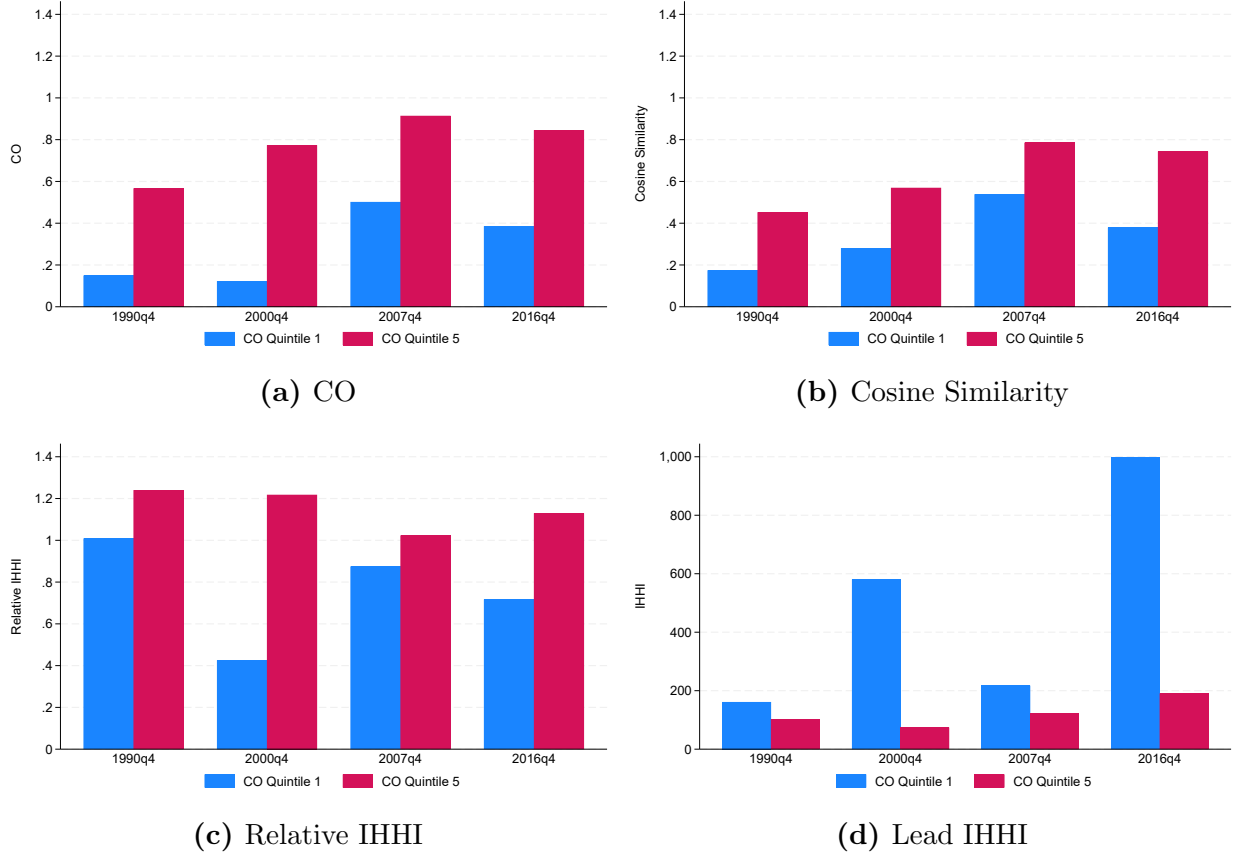 1.4
1.2
1
.8
.6
.4
.2
0
CO
1990q4 2000q4 2007q4 2016q4
CO Quintile 1 CO Quintile 5
(a) CO
1.4
1.2
1
.8
.6
.4
.2
0
Cosine Similarity
1990q4 2000q4 2007q4 2016q4
CO Quintile 1 CO Quintile 5
(b) Cosine Similarity
1.4
1.2
1
.8
.6
.4
.2
0
Relative IHHI
1990q4 2000q4 2007q4 2016q4
CO Quintile 1 CO Quintile 5
(c) Relative IHHI
1,000
800
600
400
200
0
IHHI
1990q4 2000q4 2007q4 2016q4
CO Quintile 1 CO Quintile 5
(d) Lead IHHI